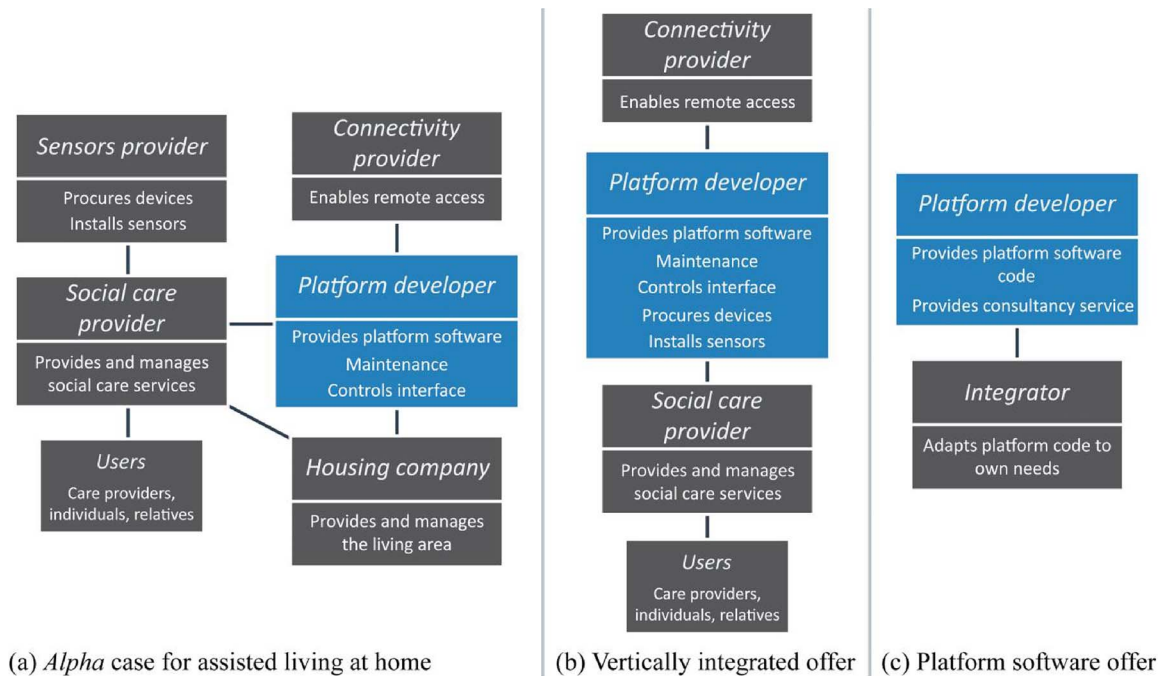 Sensors provider
Procures devices
Installs sensors
Social care
provider
Provides and manages
social care services
Users
Care providers,
individuals, relatives
Connectivity
provider
Enables remote access
Platform developer
Provides platform software
Maintenance
Controls interface
Housing company
Provides and manages
the living area
(a) Alpha case for assisted living at home
Connectivity
provider
Enables remote access
Platform developer
Provides platform software
Maintenance
Controls interface
Procures devices
Installs sensors
Social care
provider
Provides and manages
social care services
Users
Care providers,
individuals, relatives
(b) Vertically integrated offer
Platform developer
Provides platform software
code
Provides consultancy service
Integrator
Adapts platform code to
own needs
(c) Platform software offer